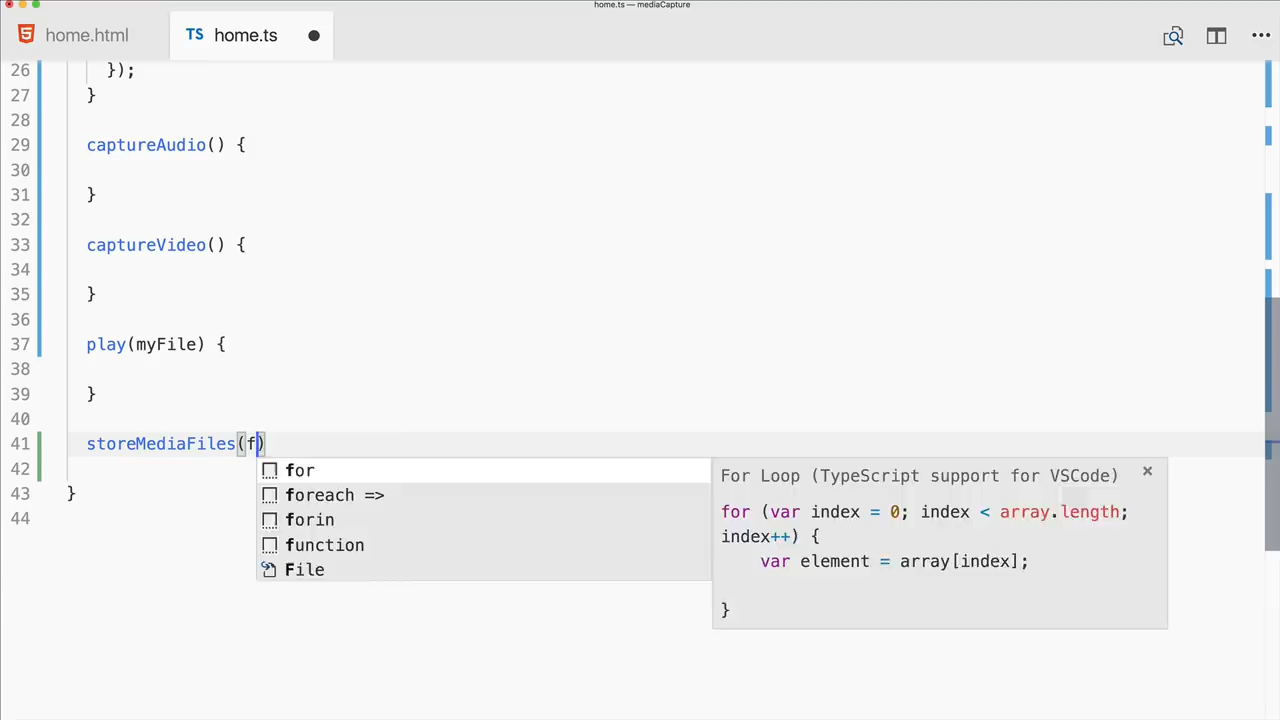 home.ts — mediaCapture
home.html
TS home.ts
26 });
27 }
28
29 captureAudio() {
30
31 }
32
33 captureVideo() {
34
35 }
36
37 play(myFile) {
38
39 }
40
41 storeMediaFiles(f)
42
43 }
44
for
foreach =>
forin
function
File
For Loop (TypeScript support for VSCode)
for (var index = 0; index < array.length;
index++) {
var element = array[index];
}